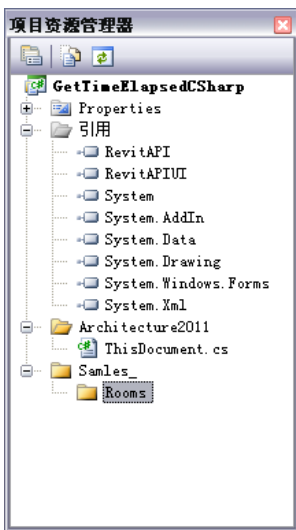 项目资源管理器
GetTimeElapsedCSharp
Properties
引用
RevitAPI
RevitAPIUI
System
System.AddIn
System.Data
System.Drawing
System.Windows.Forms
System.Xml
Architecture2011
ThisDocument.cs
Samles_
Rooms